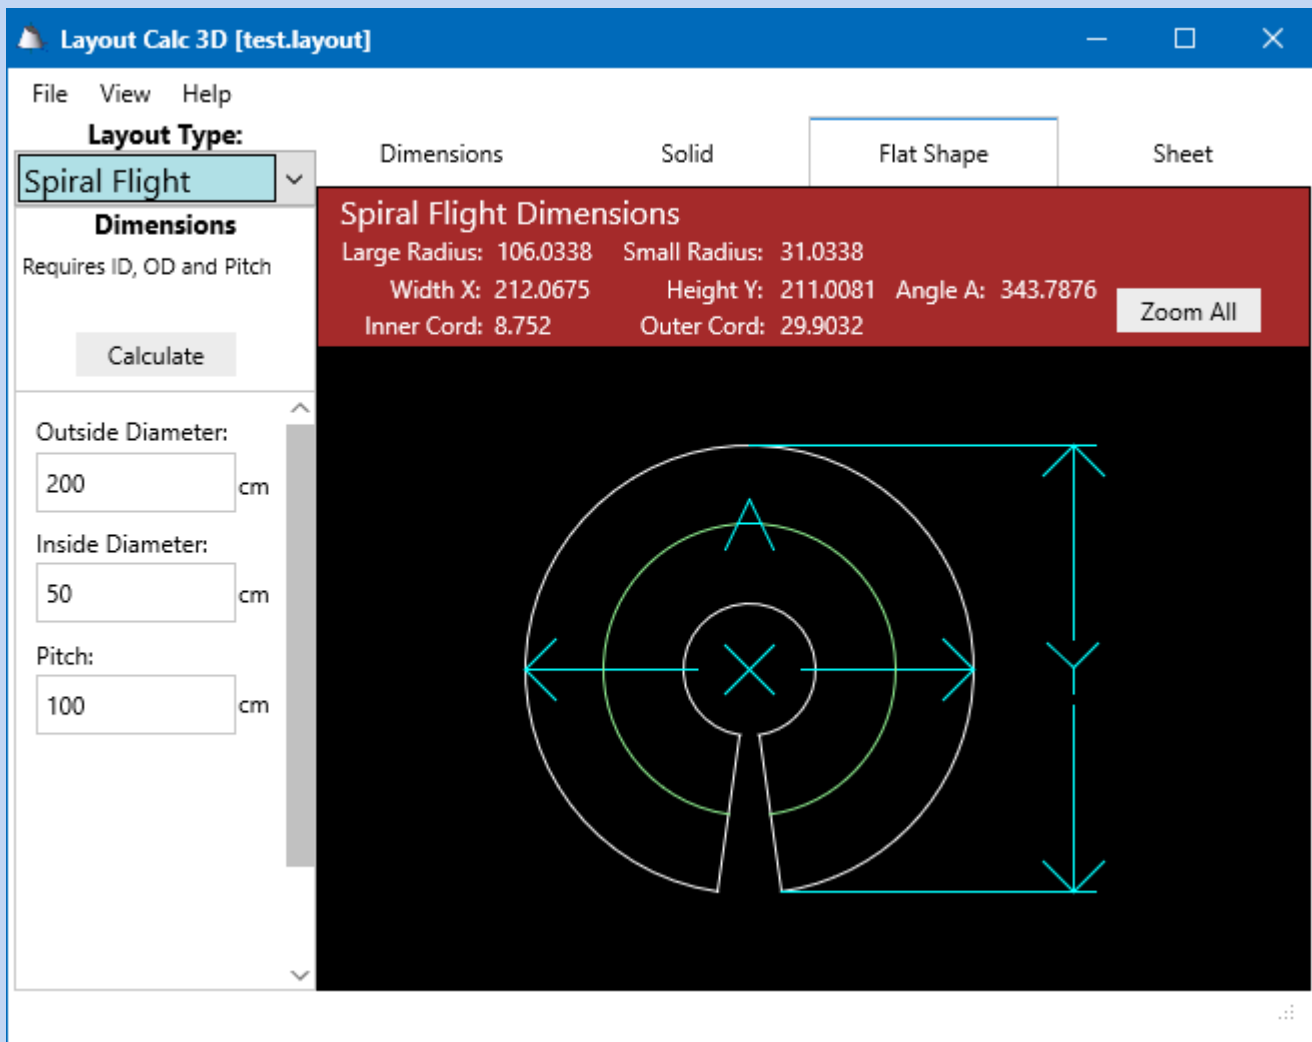 Layout Calc 3D [test.layout]
File View Help
Layout Type:
Spiral Flight
Dimensions
Requires ID, OD and Pitch
Calculate
Outside Diameter:
200 cm
Inside Diameter:
50 cm
Pitch:
100 cm
Dimensions Solid Flat Shape Sheet
Spiral Flight Dimensions
Large Radius: 106.0338 Small Radius: 31.0338
Width X: 212.0675 Height Y: 211.0081 Angle A: 343.7876
Inner Cord: 8.752 Outer Cord: 29.9032
Zoom All
A
X
Y